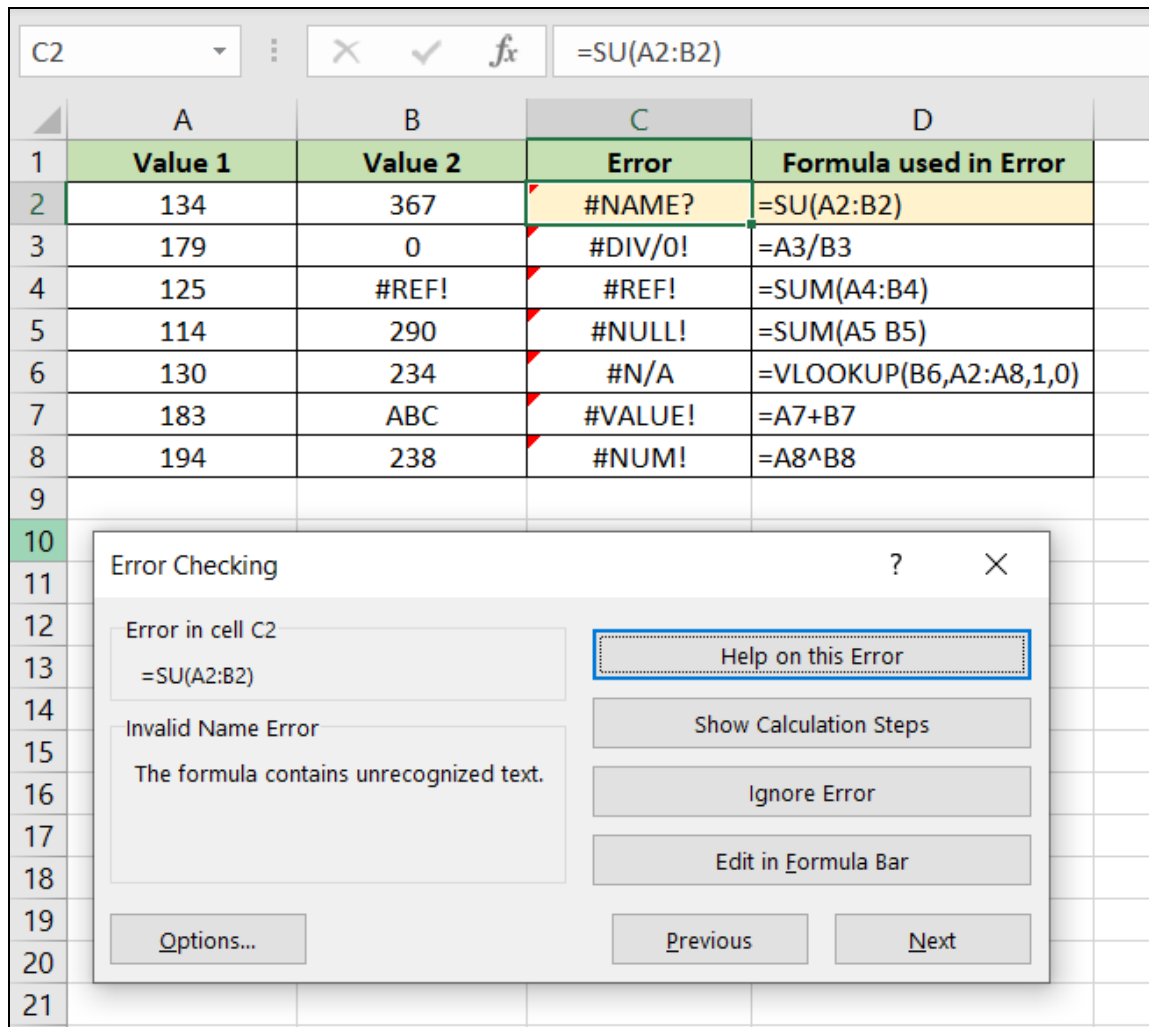 C2 fx =SU(A2:B2)
A B C D
1 Value 1 Value 2 Error Formula used in Error
2 134 367 #NAME? =SU(A2:B2)
3 179 0 #DIV/0! =A3/B3
4 125 #REF! #REF! =SUM(A4:B4)
5 114 290 #NULL! =SUM(A5 B5)
6 130 234 #N/A =VLOOKUP(B6,A2:A8,1,0)
7 183 ABC #VALUE! =A7+B7
8 194 238 #NUM! =A8^B8
9
10
11
12
13
14
15
16
17
18
19
20
21
Error Checking ?
Error in cell C2
=SU(A2:B2)
Invalid Name Error
The formula contains unrecognized text.
Help on this Error
Show Calculation Steps
Ignore Error
Edit in Formula Bar
Options... Previous Next